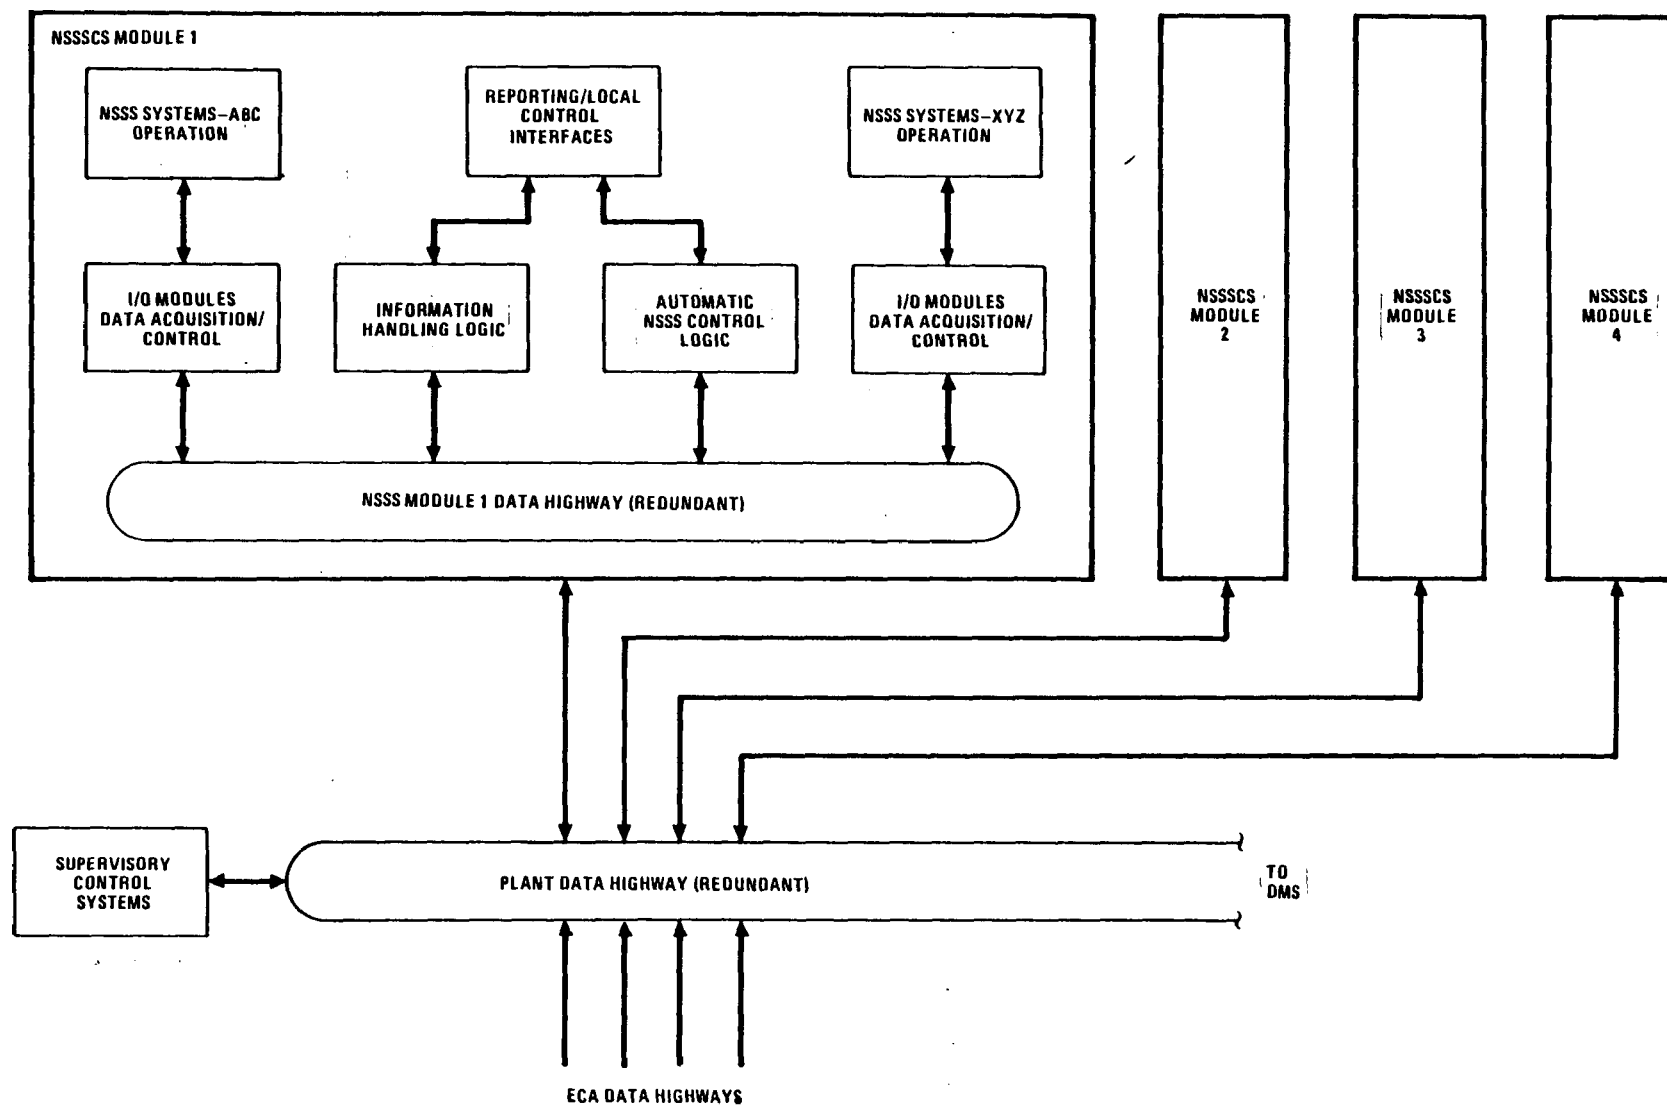 NSSSCS MODULE 1
NSSS SYSTEMS–ABC
OPERATION
REPORTING/LOCAL
CONTROL
INTERFACES
NSSS SYSTEMS–XYZ
OPERATION
I/O MODULES
DATA ACQUISITION/
CONTROL
INFORMATION
HANDLING LOGIC
AUTOMATIC
NSSS CONTROL
LOGIC
I/O MODULES
DATA ACQUISITION/
CONTROL
NSSS MODULE 1 DATA HIGHWAY (REDUNDANT)
NSSSCS
MODULE
2
NSSSCS
MODULE
3
NSSSCS
MODULE
4
SUPERVISORY
CONTROL
SYSTEMS
PLANT DATA HIGHWAY (REDUNDANT)
TO
DMS
ECA DATA HIGHWAYS